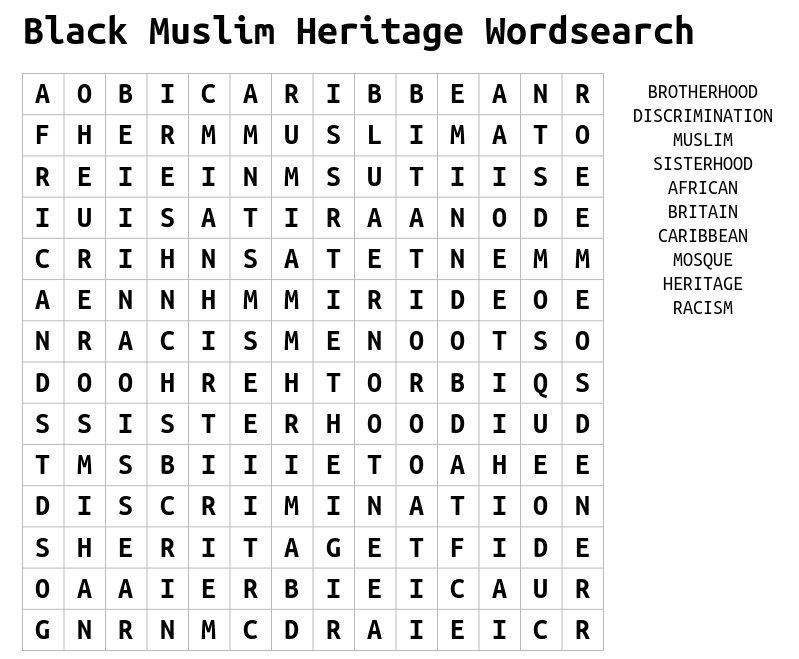 Black Muslim Heritage Wordsearch
A O B I C A R I B B E A N R
F H E R M M U S L I M A T O
R E I E I N M S U T I I S E
I U I S A T I R A A N O D E
C R I H N S A T E T N E M M
A E N N H M M I R I D E O E
N R A C I S M E N O O T S O
D O O H R E H T O R B I Q S
S S I S T E R H O O D I U D
T M S B I I I E T O A H E E
D I S C R I M I N A T I O N
S H E R I T A G E T F I D E
O A A I E R B I E I C A U R
G N R N M C D R A I E I C R
BROTHERHOOD
DISCRIMINATION
MUSLIM
SISTERHOOD
AFRICAN
BRITAIN
CARIBBEAN
MOSQUE
HERITAGE
RACISM